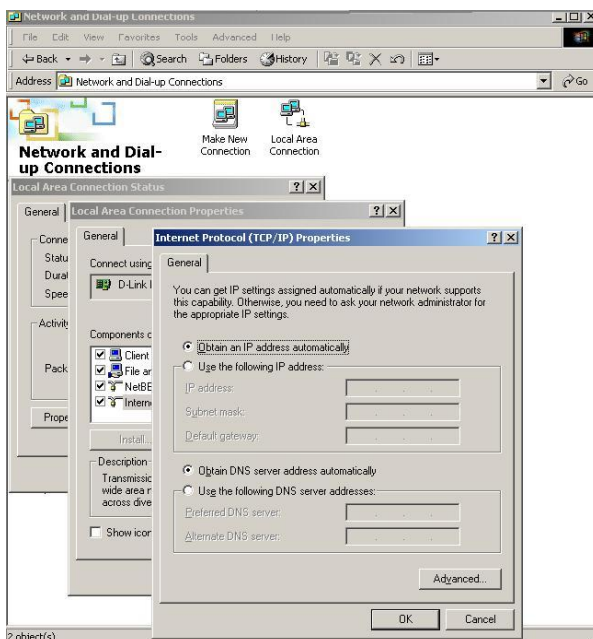 Network and Dial-up Connections
File Edit View Favorites Tools Advanced Help
Back Search Folders History
Address Network and Dial-up Connections Go
Make New Connection
Local Area Connection
Network and Dial-up Connections
Local Area Connection Status
General
Local Area Connection Properties
General
Connect using
D-Link
Components
Client
File
Install...
Description
Transmissic
wide area
across dive
Show icor
Conne
Statu
Durat
Spee
Activity
Pack
Prope
Internet Protocol (TCP/IP) Properties
General
You can get IP settings assigned automatically if your network supports
this capability. Otherwise, you need to ask your network administrator for
the appropriate IP settings.
Obtain an IP address automatically
Use the following IP address:
IP address:
Subnet mask:
Default gateway:
Obtain DNS server address automatically
Use the following DNS server addresses:
Preferred DNS server:
Alternate DNS server:
Advanced...
OK Cancel
2 object(s)